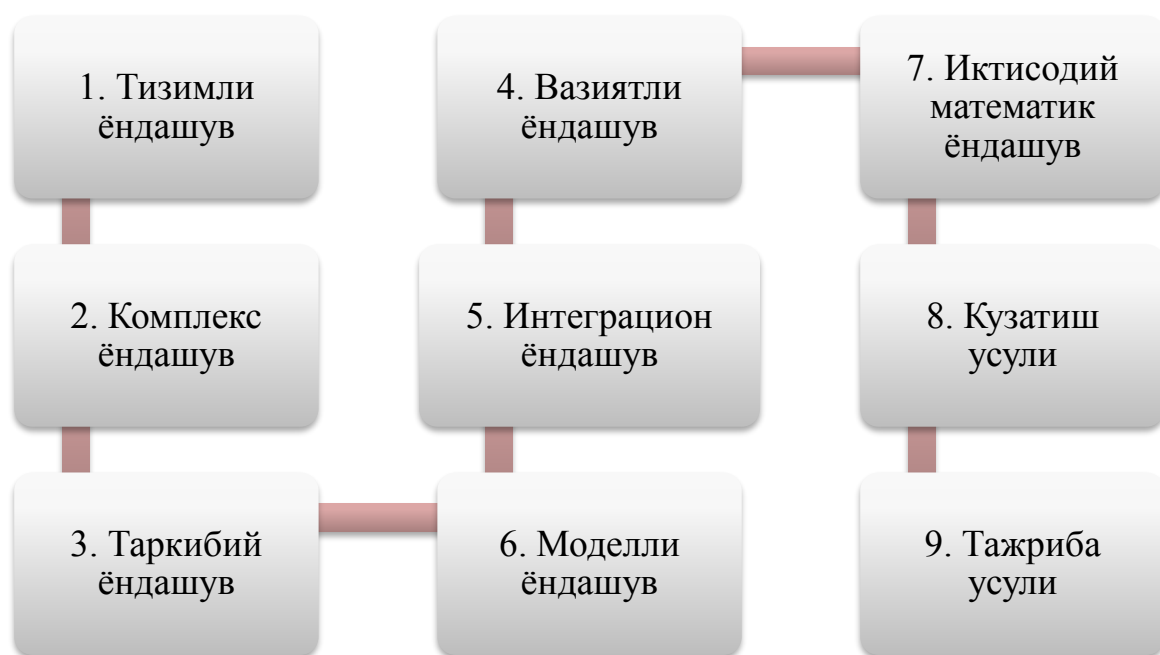 1. Тизимли
ёндашув
2. Комплекс
ёндашув
3. Таркибий
ёндашув
4. Вазиятли
ёндашув
5. Интеграцион
ёндашув
6. Моделли
ёндашув
7. Иктисодий
математик
ёндашув
8. Кузатиш
усули
9. Тажриба
усули